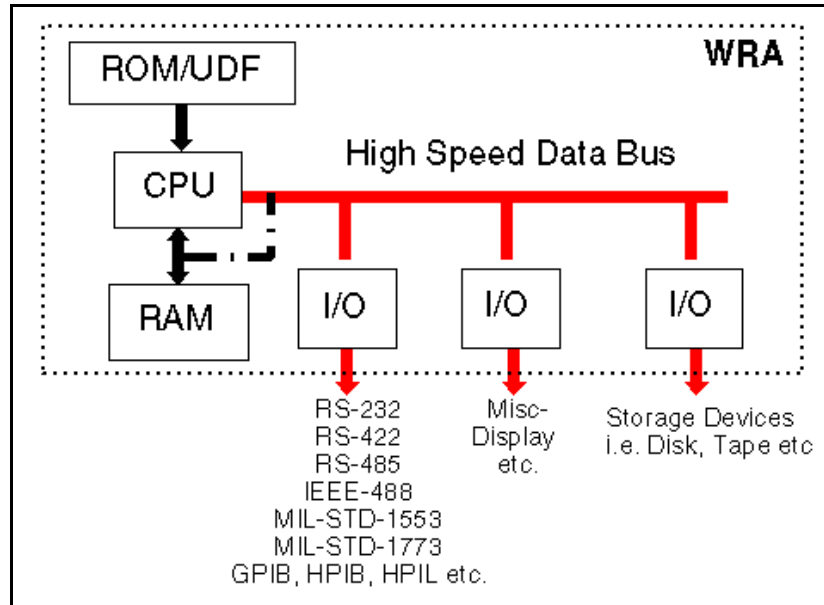 ROM/UDF
WRA
High Speed Data Bus
CPU
RAM
I/O
I/O
I/O
RS-232
RS-422
RS-485
IEEE-488
MIL-STD-1553
MIL-STD-1773
GPIB, HPIB, HPIL etc.
Misc-
Display
etc.
Storage Devices
i.e. Disk, Tape etc